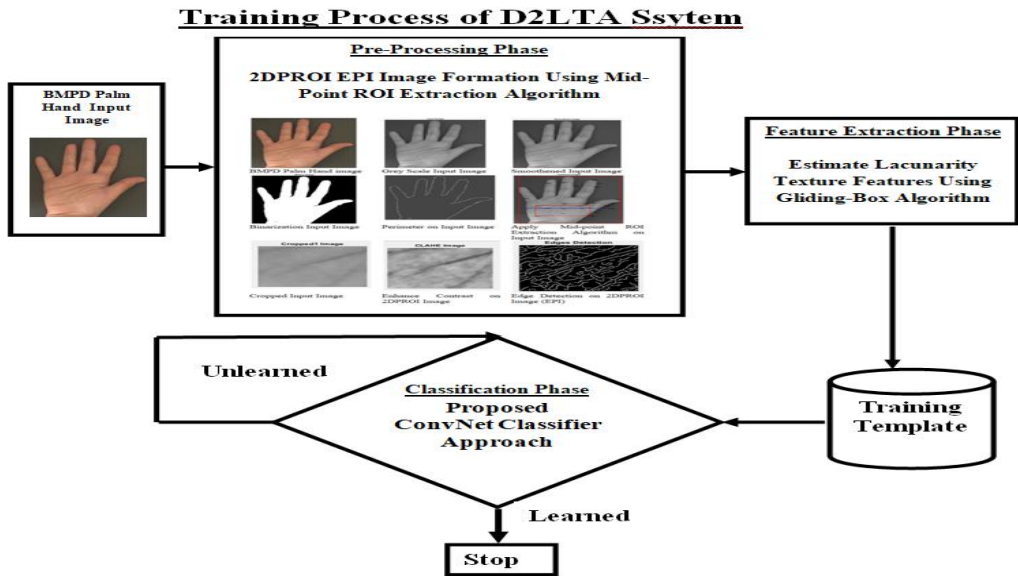 Training Process of D2LTA Ssytem
Pre-Processing Phase
2DPROI EPI Image Formation Using Mid-
Point ROI Extraction Algorithm
BMPD Palm
Hand Input
Image
BMPD Palm Hand image
Grey Scale Input Image
Smoothened Input Image
Binarization Input Image
Perimeter on Input Image
Apply Mid-point ROI
Extraction Algorithm on
Input Image
Cropped1 Image
CLAHE Image
Edges Detection
Cropped Input Image
Enhance Contrast on
2DPROI Image
Edge Detection on 2DPROI
Image (EPI)
Feature Extraction Phase
Estimate Lacunarity
Texture Features Using
Gliding-Box Algorithm
Training
Template
Classification Phase
Proposed
ConvNet Classifier
Approach
Unlearned
Learned
Stop